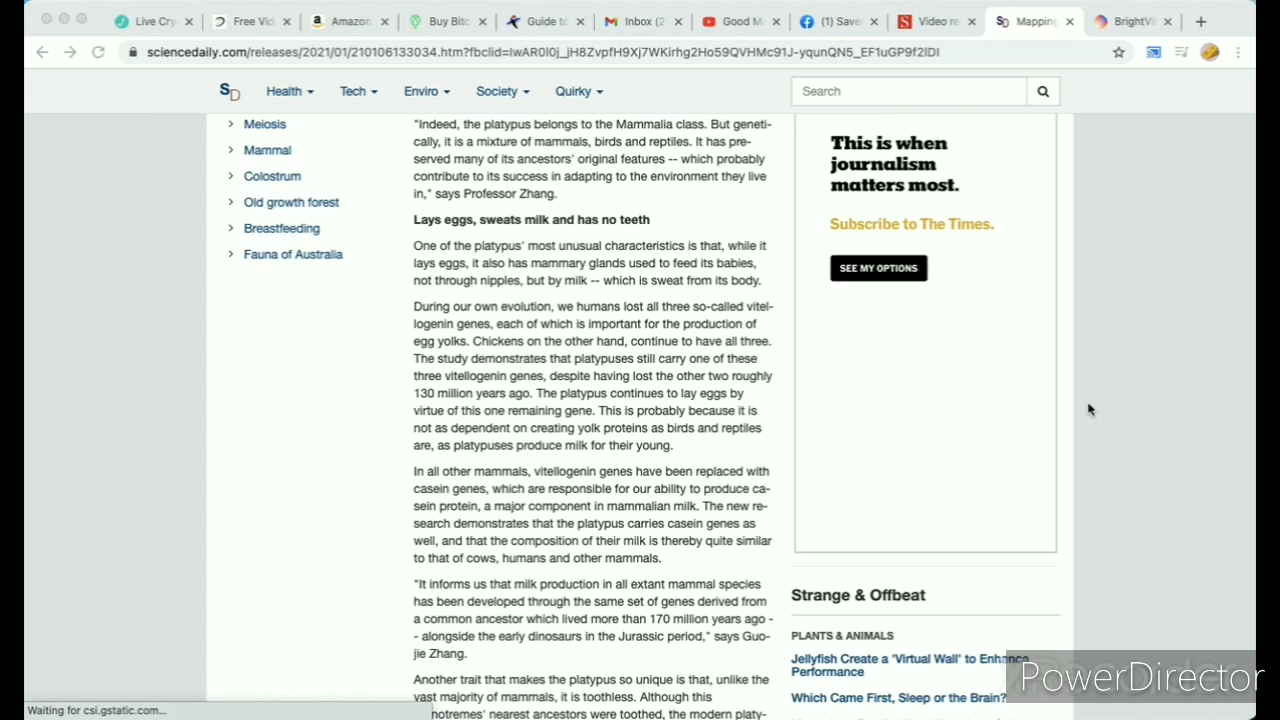 Live Cry
Free Vid
Amazon
Buy Bitc
Guide to
Inbox (2
Good M
(1) Save
Video re
Mapping
BrightVi
sciencedaily.com/releases/2021/01/210106133034.htm?fbclid=IwAR0I0j_jH8ZvpfH9Xj7WKirhg2Ho59QVHMc91J-yqunQN5_EF1uGP9f2IDI
SD
Health
Tech
Enviro
Society
Quirky
Search
Meiosis
Mammal
Colostrum
Old growth forest
Breastfeeding
Fauna of Australia
"Indeed, the platypus belongs to the Mammalia class. But geneti-
cally, it is a mixture of mammals, birds and reptiles. It has pre-
served many of its ancestors' original features -- which probably
contribute to its success in adapting to the environment they live
in," says Professor Zhang.
Lays eggs, sweats milk and has no teeth
One of the platypus' most unusual characteristics is that, while it
lays eggs, it also has mammary glands used to feed its babies,
not through nipples, but by milk -- which is sweat from its body.
During our own evolution, we humans lost all three so-called vitel-
logenin genes, each of which is important for the production of
egg yolks. Chickens on the other hand, continue to have all three.
The study demonstrates that platypuses still carry one of these
three vitellogenin genes, despite having lost the other two roughly
130 million years ago. The platypus continues to lay eggs by
virtue of this one remaining gene. This is probably because it is
not as dependent on creating yolk proteins as birds and reptiles
are, as platypuses produce milk for their young.
In all other mammals, vitellogenin genes have been replaced with
casein genes, which are responsible for our ability to produce ca-
sein protein, a major component in mammalian milk. The new re-
search demonstrates that the platypus carries casein genes as
well, and that the composition of their milk is thereby quite similar
to that of cows, humans and other mammals.
"It informs us that milk production in all extant mammal species
has been developed through the same set of genes derived from
a common ancestor which lived more than 170 million years ago -
- alongside the early dinosaurs in the Jurassic period," says Guo-
jie Zhang.
Another trait that makes the platypus so unique is that, unlike the
vast majority of mammals, it is toothless. Although this
notremes' nearest ancestors were toothed, the modern platy-
This is when
journalism
matters most.
Subscribe to The Times.
SEE MY OPTIONS
Strange & Offbeat
PLANTS & ANIMALS
Jellyfish Create a 'Virtual Wall' to Enhance
Performance
Which Came First, Sleep or the Brain?
PowerDirector
Waiting for csi.gstatic.com...